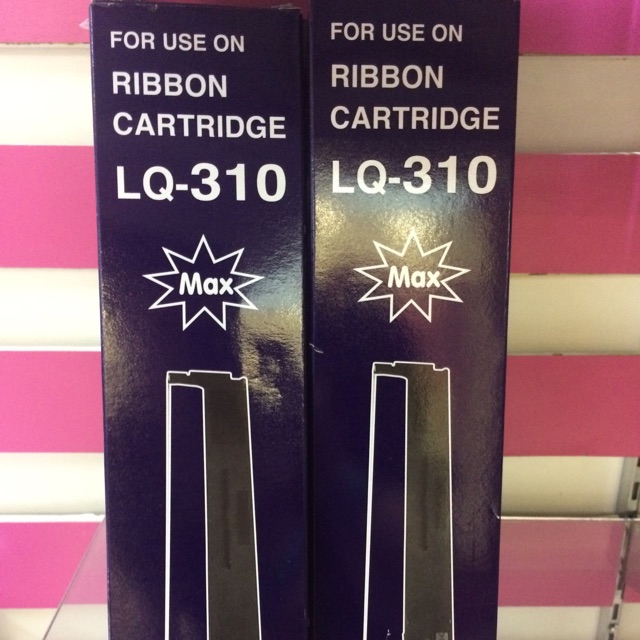 FOR USE ON
RIBBON
CARTRIDGE
LQ-310
Max
FOR USE ON
RIBBON
CARTRIDGE
LQ-310
Max